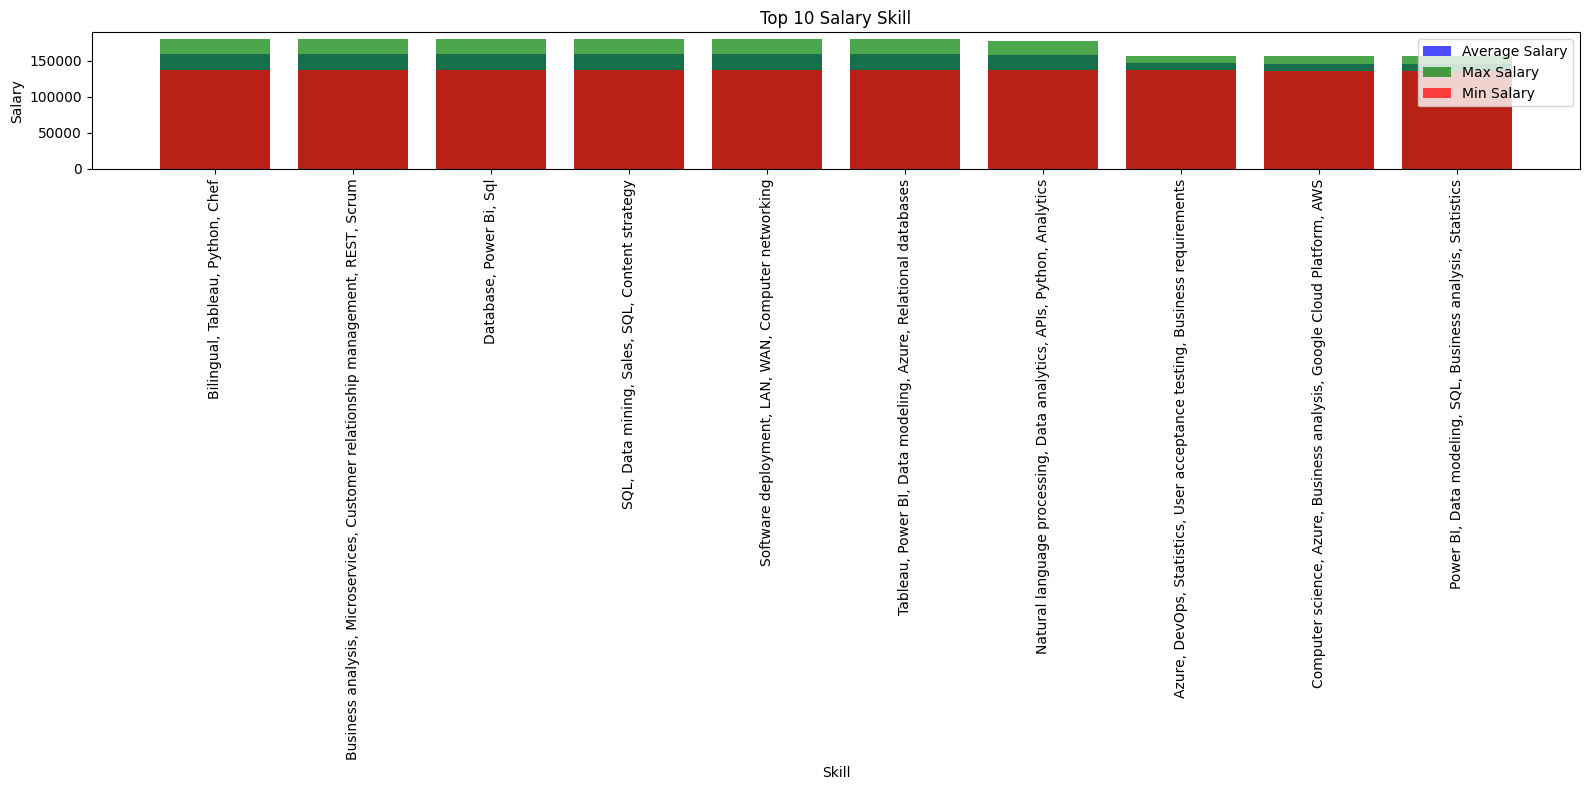 Top 10 Salary Skill
Salary
150000
100000
50000
0
Average Salary
Max Salary
Min Salary
Bilingual, Tableau, Python, Chef
Business analysis, Microservices, Customer relationship management, REST, Scrum
Database, Power Bi, Sql
SQL, Data mining, Sales, SQL, Content strategy
Software deployment, LAN, WAN, Computer networking
Tableau, Power BI, Data modeling, Azure, Relational databases
Natural language processing, Data analytics, APIs, Python, Analytics
Azure, DevOps, Statistics, User acceptance testing, Business requirements
Computer science, Azure, Business analysis, Google Cloud Platform, AWS
Power BI, Data modeling, SQL, Business analysis, Statistics
Skill